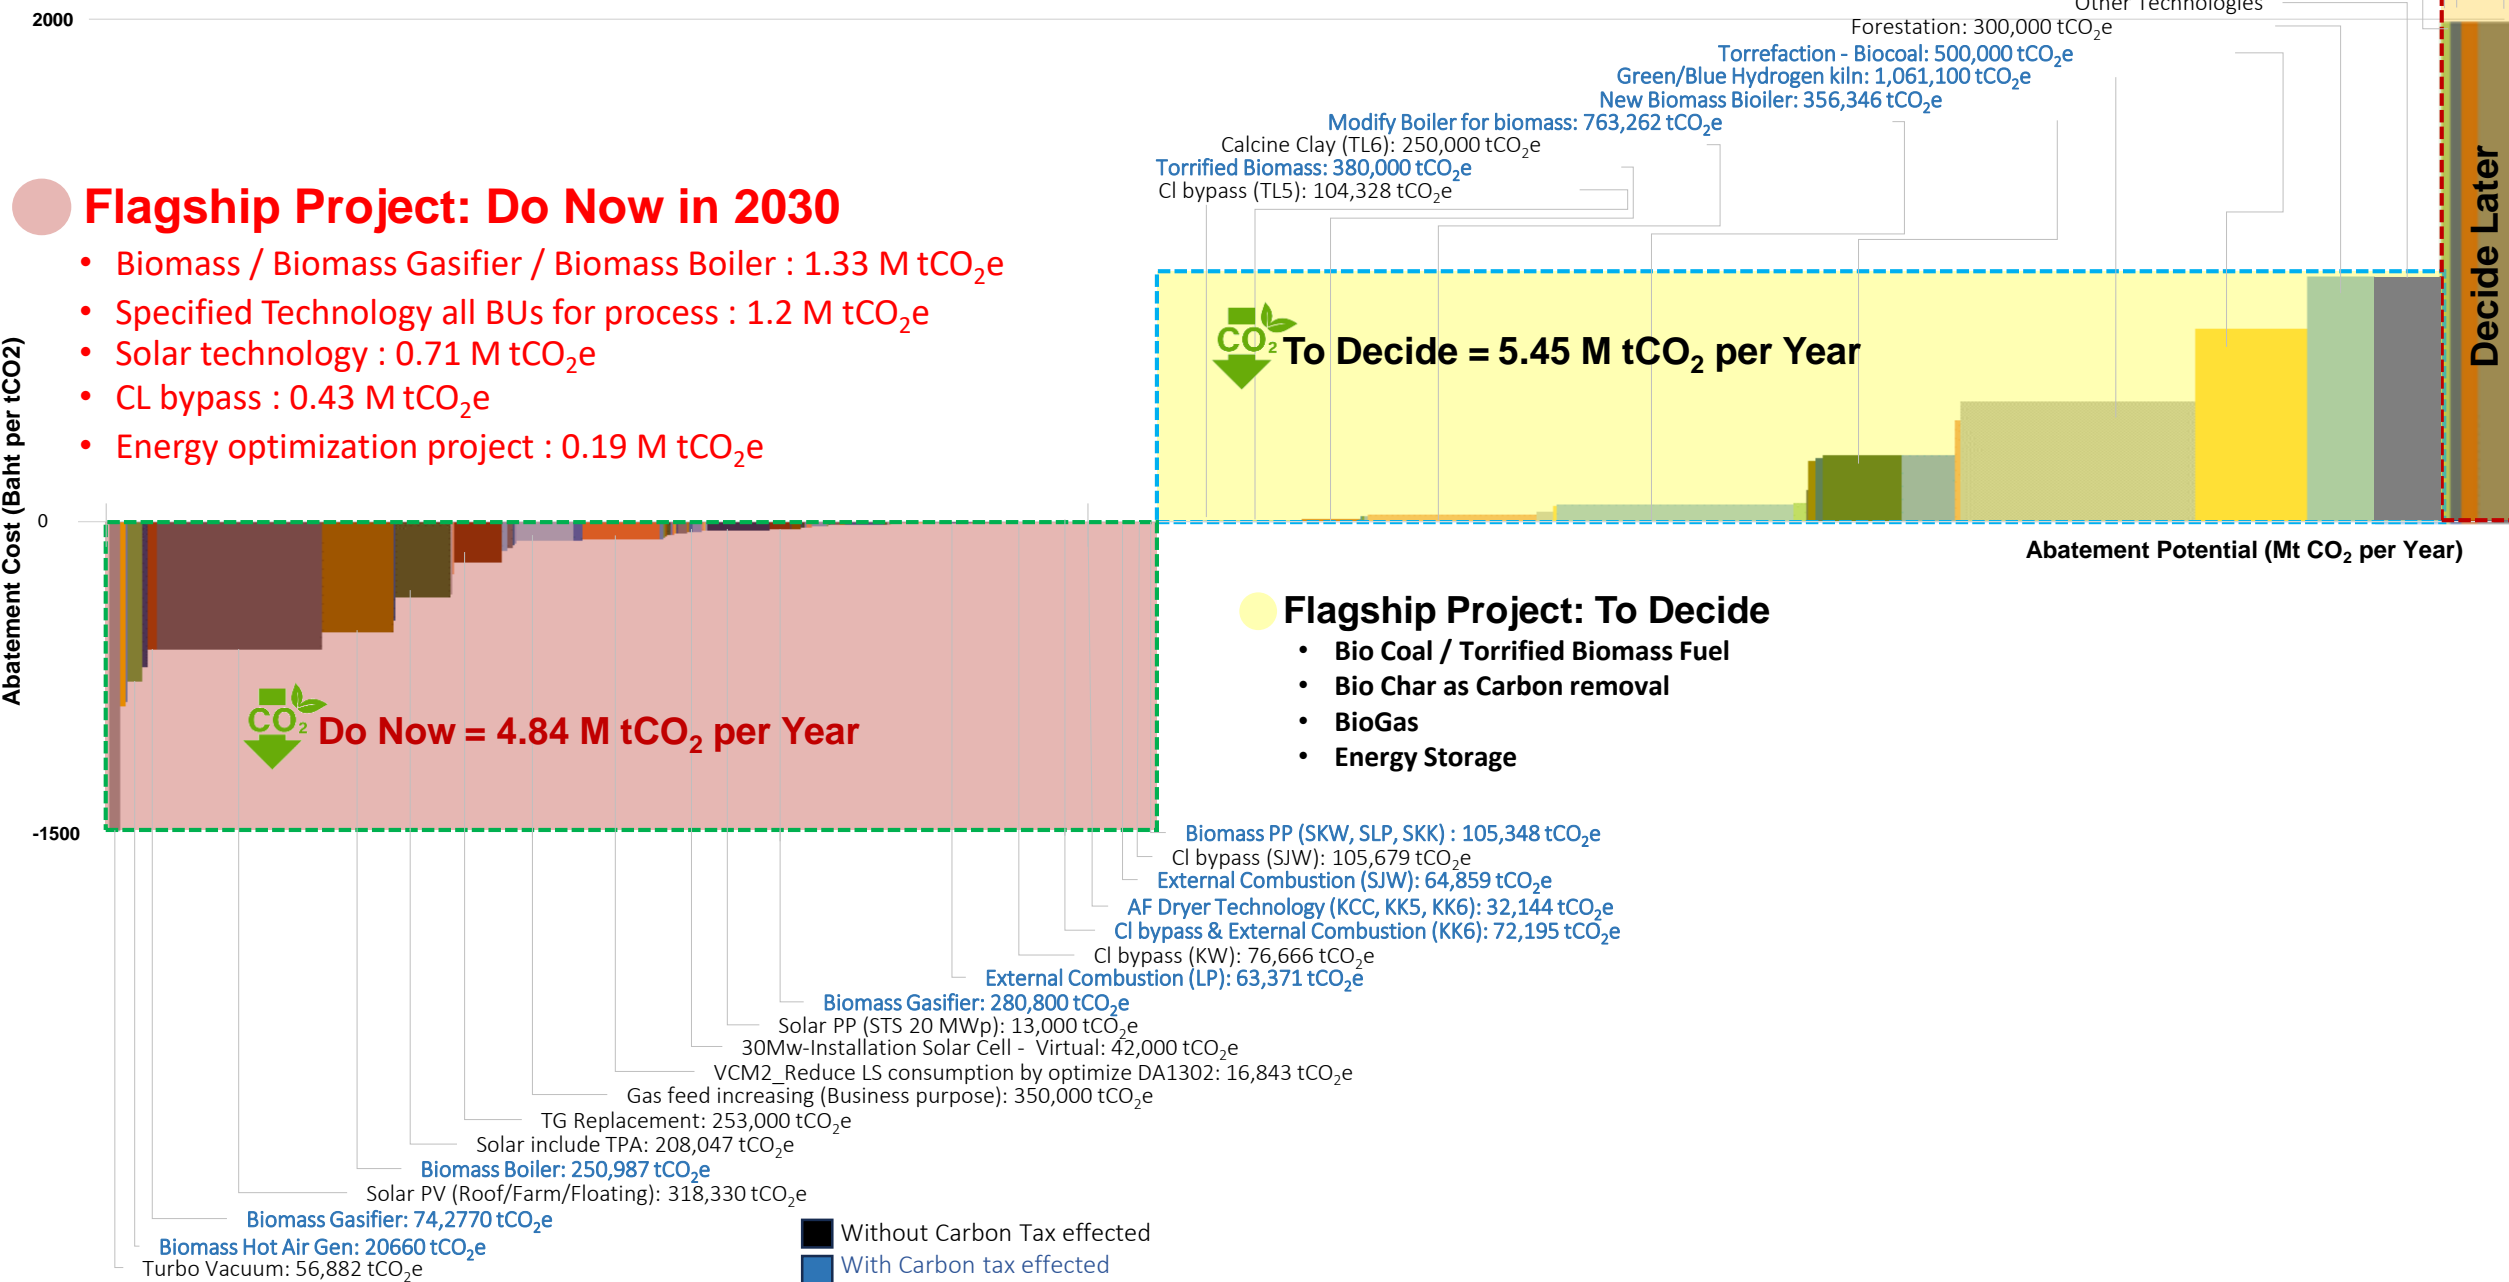 2000
Other Technologies
Forestation: 300,000 tCO2e
Torrefaction - Biocoal: 500,000 tCO2e
Green/Blue Hydrogen kiln: 1,061,100 tCO2e
New Biomass Bioiler: 356,346 tCO2e
Modify Boiler for biomass: 763,262 tCO2e
Calcine Clay (TL6): 250,000 tCO2e
Torrified Biomass: 380,000 tCO2e
Cl bypass (TL5): 104,328 tCO2e
Decide Later
Flagship Project: Do Now in 2030
• Biomass / Biomass Gasifier / Biomass Boiler : 1.33 M tCO2e
• Specified Technology all BUs for process : 1.2 M tCO2e
• Solar technology : 0.71 M tCO2e
• CL bypass : 0.43 M tCO2e
• Energy optimization project : 0.19 M tCO2e
CO2
To Decide = 5.45 M tCO2 per Year
Abatement Cost (Baht per tCO2)
0
Abatement Potential (Mt CO2 per Year)
Flagship Project: To Decide
• Bio Coal / Torrified Biomass Fuel
• Bio Char as Carbon removal
• BioGas
• Energy Storage
CO2
Do Now = 4.84 M tCO2 per Year
-1500
Biomass PP (SKW, SLP, SKK) : 105,348 tCO2e
Cl bypass (SJW): 105,679 tCO2e
External Combustion (SJW): 64,859 tCO2e
AF Dryer Technology (KCC, KK5, KK6): 32,144 tCO2e
Cl bypass & External Combustion (KK6): 72,195 tCO2e
Cl bypass (KW): 76,666 tCO2e
External Combustion (LP): 63,371 tCO2e
Biomass Gasifier: 280,800 tCO2e
Solar PP (STS 20 MWp): 13,000 tCO2e
30Mw-Installation Solar Cell - Virtual: 42,000 tCO2e
VCM2_Reduce LS consumption by optimize DA1302: 16,843 tCO2e
Gas feed increasing (Business purpose): 350,000 tCO2e
TG Replacement: 253,000 tCO2e
Solar include TPA: 208,047 tCO2e
Biomass Boiler: 250,987 tCO2e
Solar PV (Roof/Farm/Floating): 318,330 tCO2e
Biomass Gasifier: 74,2770 tCO2e
Biomass Hot Air Gen: 20660 tCO2e
Turbo Vacuum: 56,882 tCO2e
Without Carbon Tax effected
With Carbon tax effected